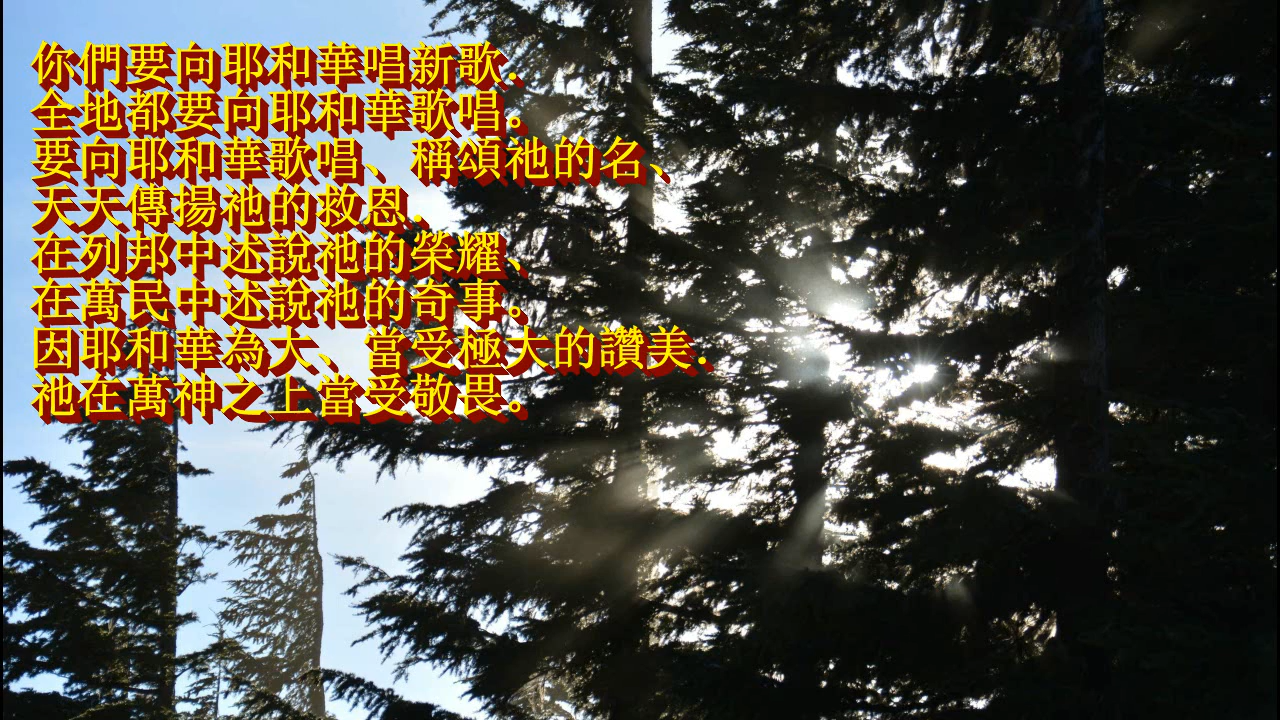 你們要向耶和華唱新歌.
全地都要向耶和華歌唱。
要向耶和華歌唱、稱頌祂的名、
天天傳揚祂的救恩.
在列邦中述說祂的榮耀、
在萬民中述說祂的奇事。
因耶和華為大、當受極大的讚美.
祂在萬神之上當受敬畏。